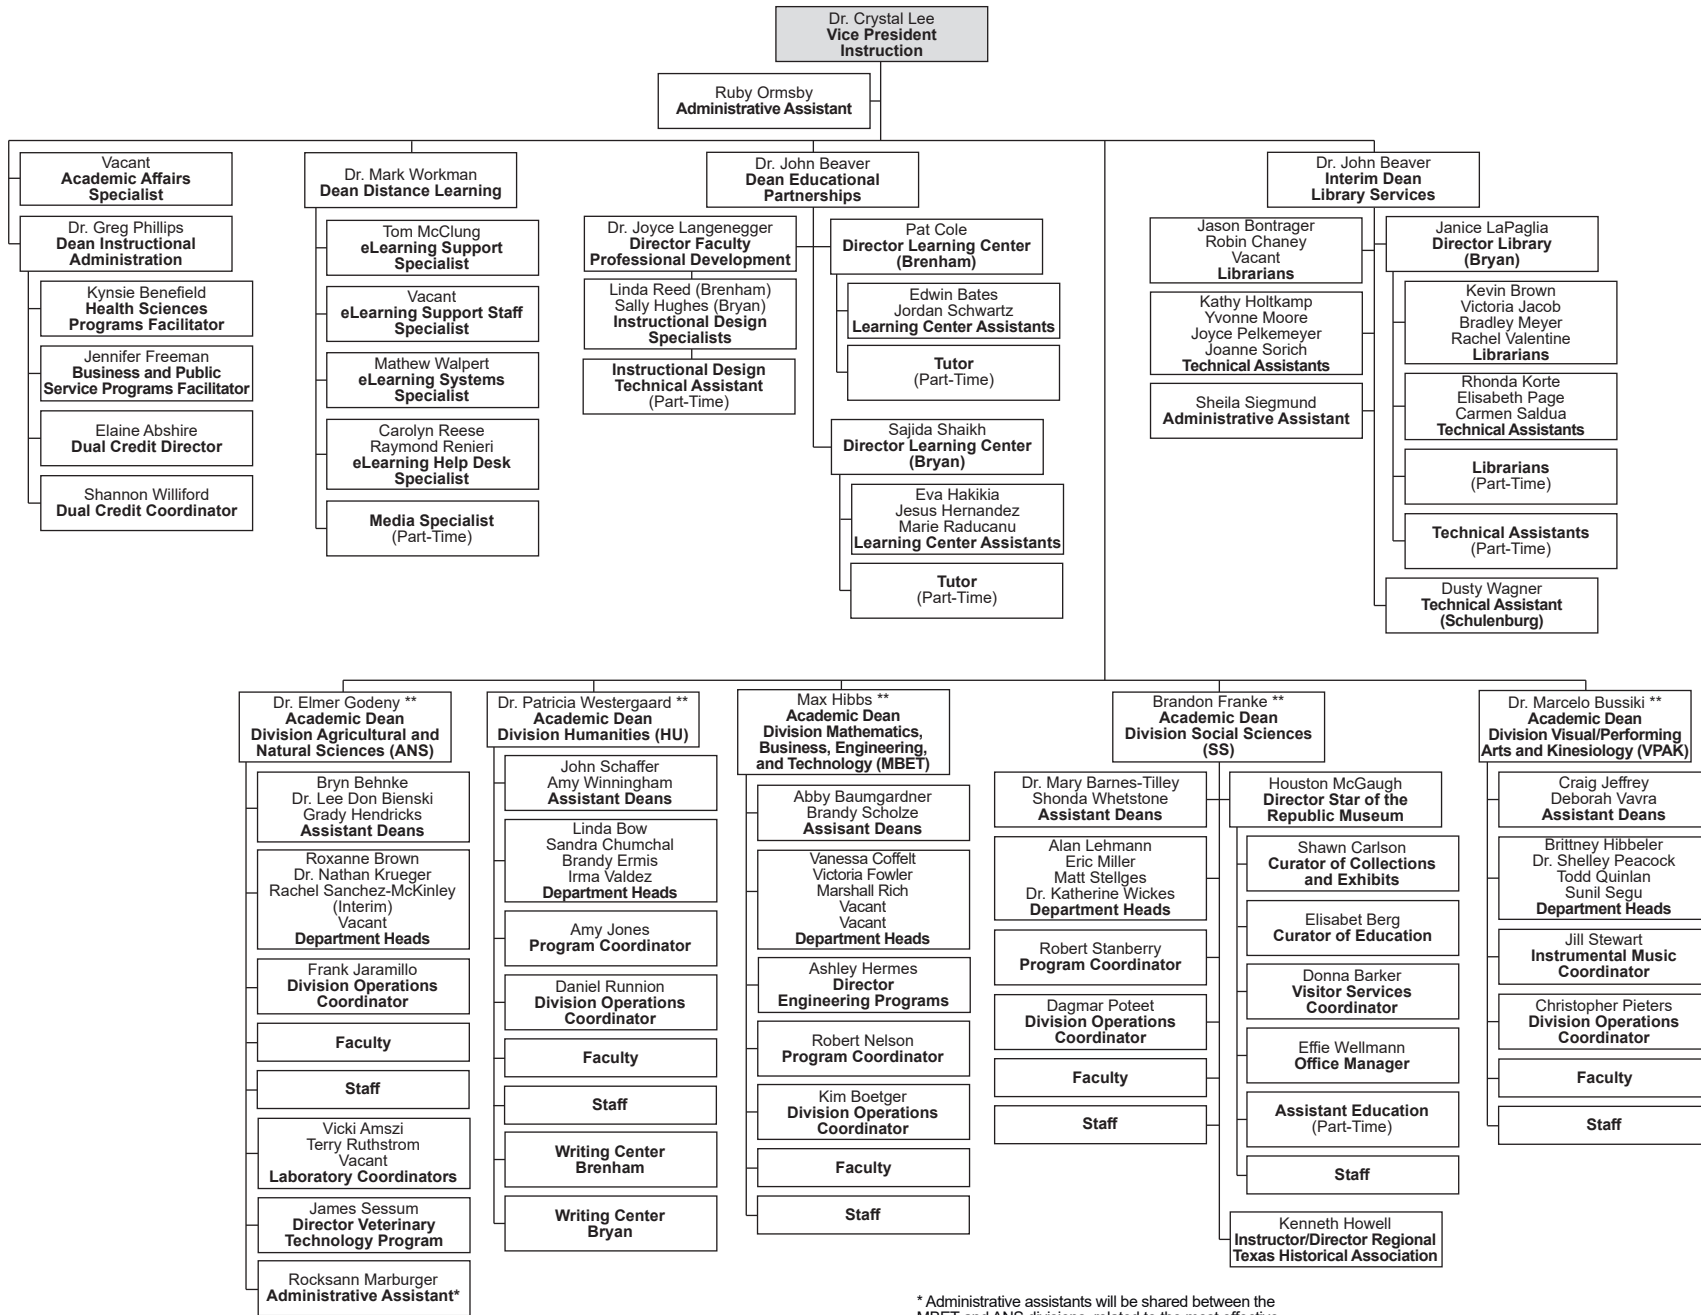 Dr. Crystal Lee
Vice President
Instruction
Ruby Ormsby
Administrative Assistant
Vacant
Academic Affairs
Specialist
Dr. Greg Phillips
Dean Instructional
Administration
Kynsie Benefield
Health Sciences
Programs Facilitator
Jennifer Freeman
Business and Public
Service Programs Facilitator
Elaine Abshire
Dual Credit Director
Shannon Williford
Dual Credit Coordinator
Dr. Mark Workman
Dean Distance Learning
Tom McClung
eLearning Support
Specialist
Vacant
eLearning Support Staff
Specialist
Mathew Walpert
eLearning Systems
Specialist
Carolyn Reese
Raymond Renieri
eLearning Help Desk
Specialist
Media Specialist
(Part-Time)
Dr. John Beaver
Dean Educational
Partnerships
Dr. Joyce Langenegger
Director Faculty
Professional Development
Linda Reed (Brenham)
Sally Hughes (Bryan)
Instructional Design
Specialists
Instructional Design
Technical Assistant
(Part-Time)
Pat Cole
Director Learning Center
(Brenham)
Edwin Bates
Jordan Schwartz
Learning Center Assistants
Tutor
(Part-Time)
Sajida Shaikh
Director Learning Center
(Bryan)
Eva Hakikia
Jesus Hernandez
Marie Raducanu
Learning Center Assistants
Tutor
(Part-Time)
Dr. John Beaver
Interim Dean
Library Services
Jason Bontrager
Robin Chaney
Vacant
Librarians
Kathy Holtkamp
Yvonne Moore
Joyce Pelkemeyer
Joanne Sorich
Technical Assistants
Sheila Siegmund
Administrative Assistant
Janice LaPaglia
Director Library
(Bryan)
Kevin Brown
Victoria Jacob
Bradley Meyer
Rachel Valentine
Librarians
Rhonda Korte
Elisabeth Page
Carmen Saldua
Technical Assistants
Librarians
(Part-Time)
Technical Assistants
(Part-Time)
Dusty Wagner
Technical Assistant
(Schulenburg)
Dr. Elmer Godeny **
Academic Dean
Division Agricultural and
Natural Sciences (ANS)
Bryn Behnke
Dr. Lee Don Bienski
Grady Hendricks
Assistant Deans
Roxanne Brown
Dr. Nathan Krueger
Rachel Sanchez-McKinley
(Interim)
Vacant
Department Heads
Frank Jaramillo
Division Operations
Coordinator
Faculty
Staff
Vicki Amszi
Terry Ruthstrom
Vacant
Laboratory Coordinators
James Sessum
Director Veterinary
Technology Program
Rocksann Marburger
Administrative Assistant*
Dr. Patricia Westergaard **
Academic Dean
Division Humanities (HU)
John Schaffer
Amy Winningham
Assistant Deans
Linda Bow
Sandra Chumchal
Brandy Ermis
Irma Valdez
Department Heads
Amy Jones
Program Coordinator
Daniel Runnion
Division Operations
Coordinator
Faculty
Staff
Writing Center
Brenham
Writing Center
Bryan
Max Hibbs **
Academic Dean
Division Mathematics,
Business, Engineering,
and Technology (MBET)
Abby Baumgardner
Brandy Scholze
Assisant Deans
Vanessa Coffelt
Victoria Fowler
Marshall Rich
Vacant
Vacant
Department Heads
Ashley Hermes
Director
Engineering Programs
Robert Nelson
Program Coordinator
Kim Boetger
Division Operations
Coordinator
Faculty
Staff
Brandon Franke **
Academic Dean
Division Social Sciences
(SS)
Dr. Mary Barnes-Tilley
Shonda Whetstone
Assistant Deans
Alan Lehmann
Eric Miller
Matt Stellges
Dr. Katherine Wickes
Department Heads
Robert Stanberry
Program Coordinator
Dagmar Poteet
Division Operations
Coordinator
Faculty
Staff
Houston McGaugh
Director Star of the
Republic Museum
Shawn Carlson
Curator of Collections
and Exhibits
Elisabet Berg
Curator of Education
Donna Barker
Visitor Services
Coordinator
Effie Wellmann
Office Manager
Assistant Education
(Part-Time)
Staff
Kenneth Howell
Instructor/Director Regional
Texas Historical Association
Dr. Marcelo Bussiki **
Academic Dean
Division Visual/Performing
Arts and Kinesiology (VPAK)
Craig Jeffrey
Deborah Vavra
Assistant Deans
Brittney Hibbeler
Dr. Shelley Peacock
Todd Quinlan
Sunil Segu
Department Heads
Jill Stewart
Instrumental Music
Coordinator
Christopher Pieters
Division Operations
Coordinator
Faculty
Staff
* Administrative assistants will be shared between the
MBET and ANS divisions, related to the most effective